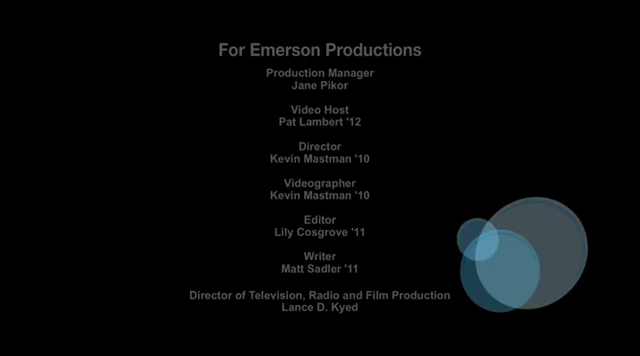 For Emerson Productions
Production Manager
Jane Pikor
Video Host
Pat Lambert '12
Director
Kevin Mastman '10
Videographer
Kevin Mastman '10
Editor
Lily Cosgrove '11
Writer
Matt Sadler '11
Director of Television, Radio and Film Production
Lance D. Kyed